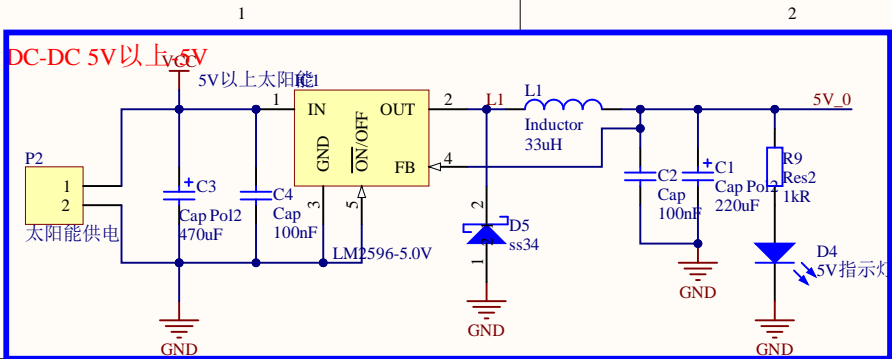 1
2
DC-DC 5V以上-5V
VCC
5V以上太阳能
1
IN
OUT
2
L1
L1
Inductor
33uH
5V_0
P2
1
2
太阳能供电
C3
Cap Pol2
470uF
C4
Cap
100nF
GND
ON/OFF
FB
4
3
5
LM2596-5.0V
2
D5
ss34
1
C2
Cap
100nF
C1
Cap Pol2
220uF
R9
Res2
1kR
D4
5V指示灯
GND
GND
GND
GND